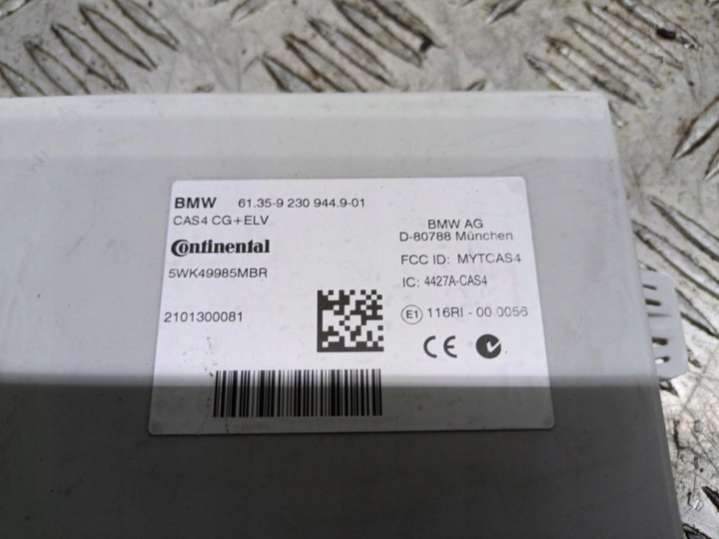 BMW 61.35-9 230 944.9-01
CAS4 CG+ELV
Continental
5WK49985MBR
2101300081
BMW AG
D-80788 München
FCC ID: MYTCAS4
IC: 4427A-CAS4
E1 116RI - 00 0056
CE